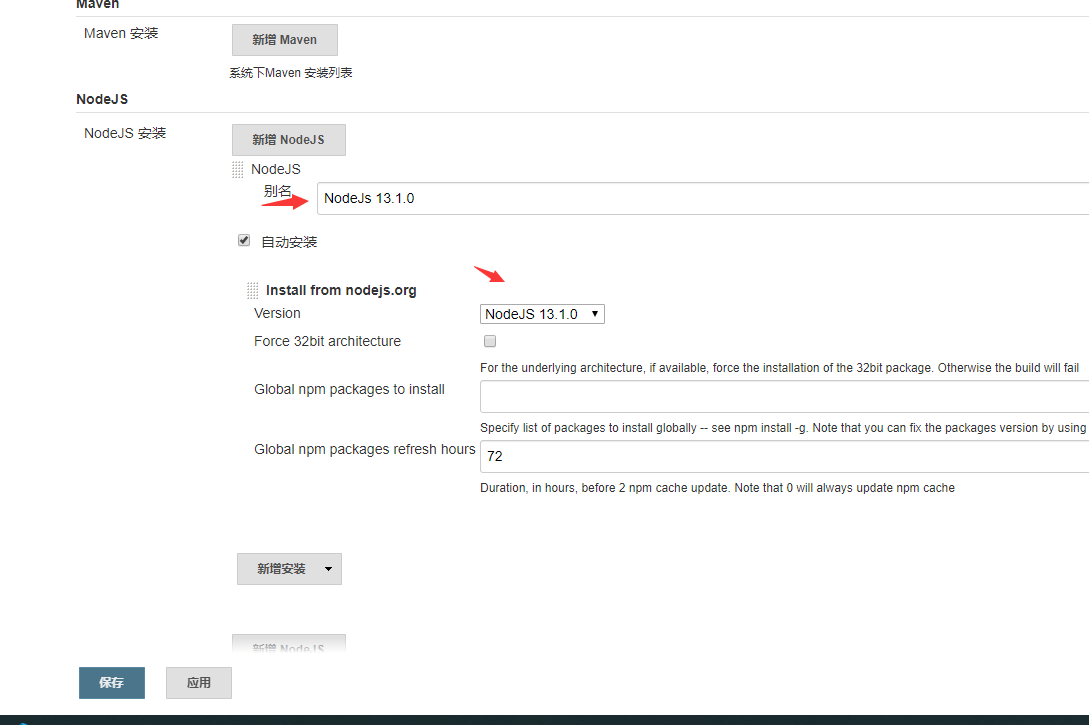 Maven
Maven 安装
新增 Maven
系统下Maven 安装列表
NodeJS
NodeJS 安装
新增 NodeJS
NodeJS
别名
NodeJs 13.1.0
自动安装
Install from nodejs.org
Version
NodeJS 13.1.0
Force 32bit architecture
For the underlying architecture, if available, force the installation of the 32bit package. Otherwise the build will fail
Global npm packages to install
Specify list of packages to install globally -- see npm install -g. Note that you can fix the packages version by using
Global npm packages refresh hours
72
Duration, in hours, before 2 npm cache update. Note that 0 will always update npm cache
新增安装
新增 NodeJS
保存
应用